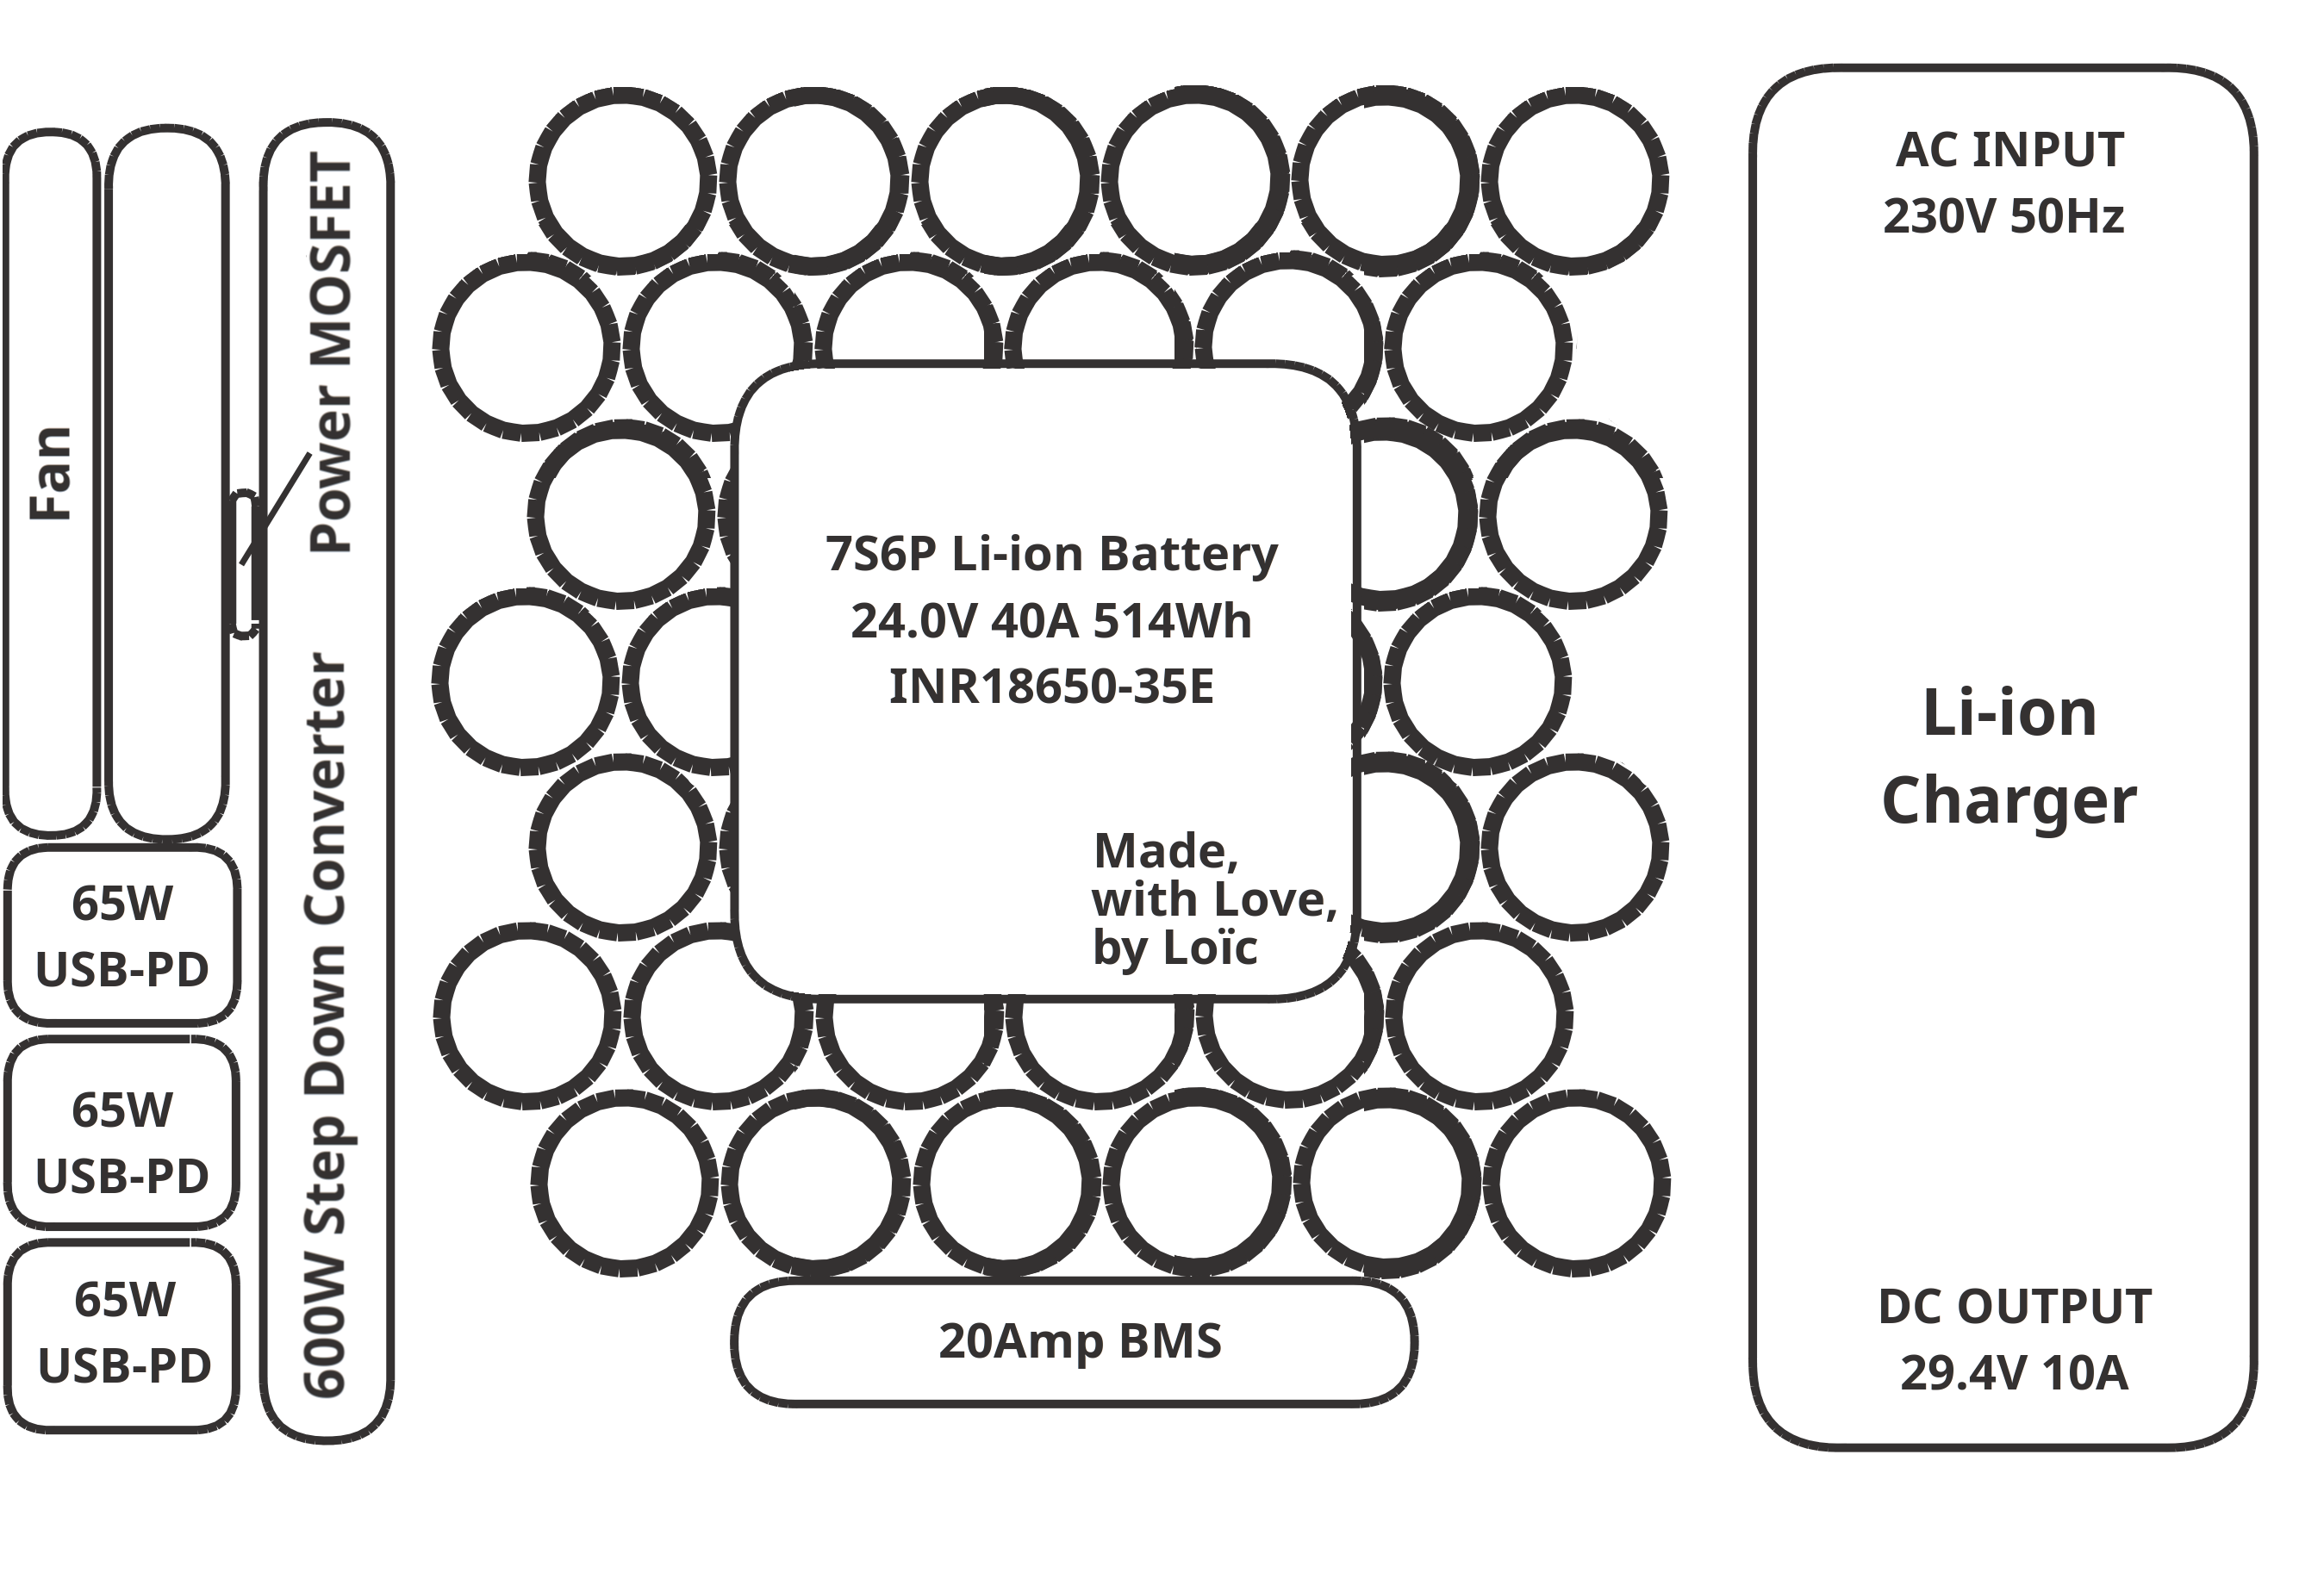 Fan
Power MOSFET
600W Step Down Converter
65W
USB-PD
65W
USB-PD
65W
USB-PD
7S6P Li-ion Battery
24.0V 40A 514Wh
INR18650-35E
Made,
with Love,
by Loïc
20Amp BMS
AC INPUT
230V 50Hz
Li-ion
Charger
DC OUTPUT
29.4V 10A